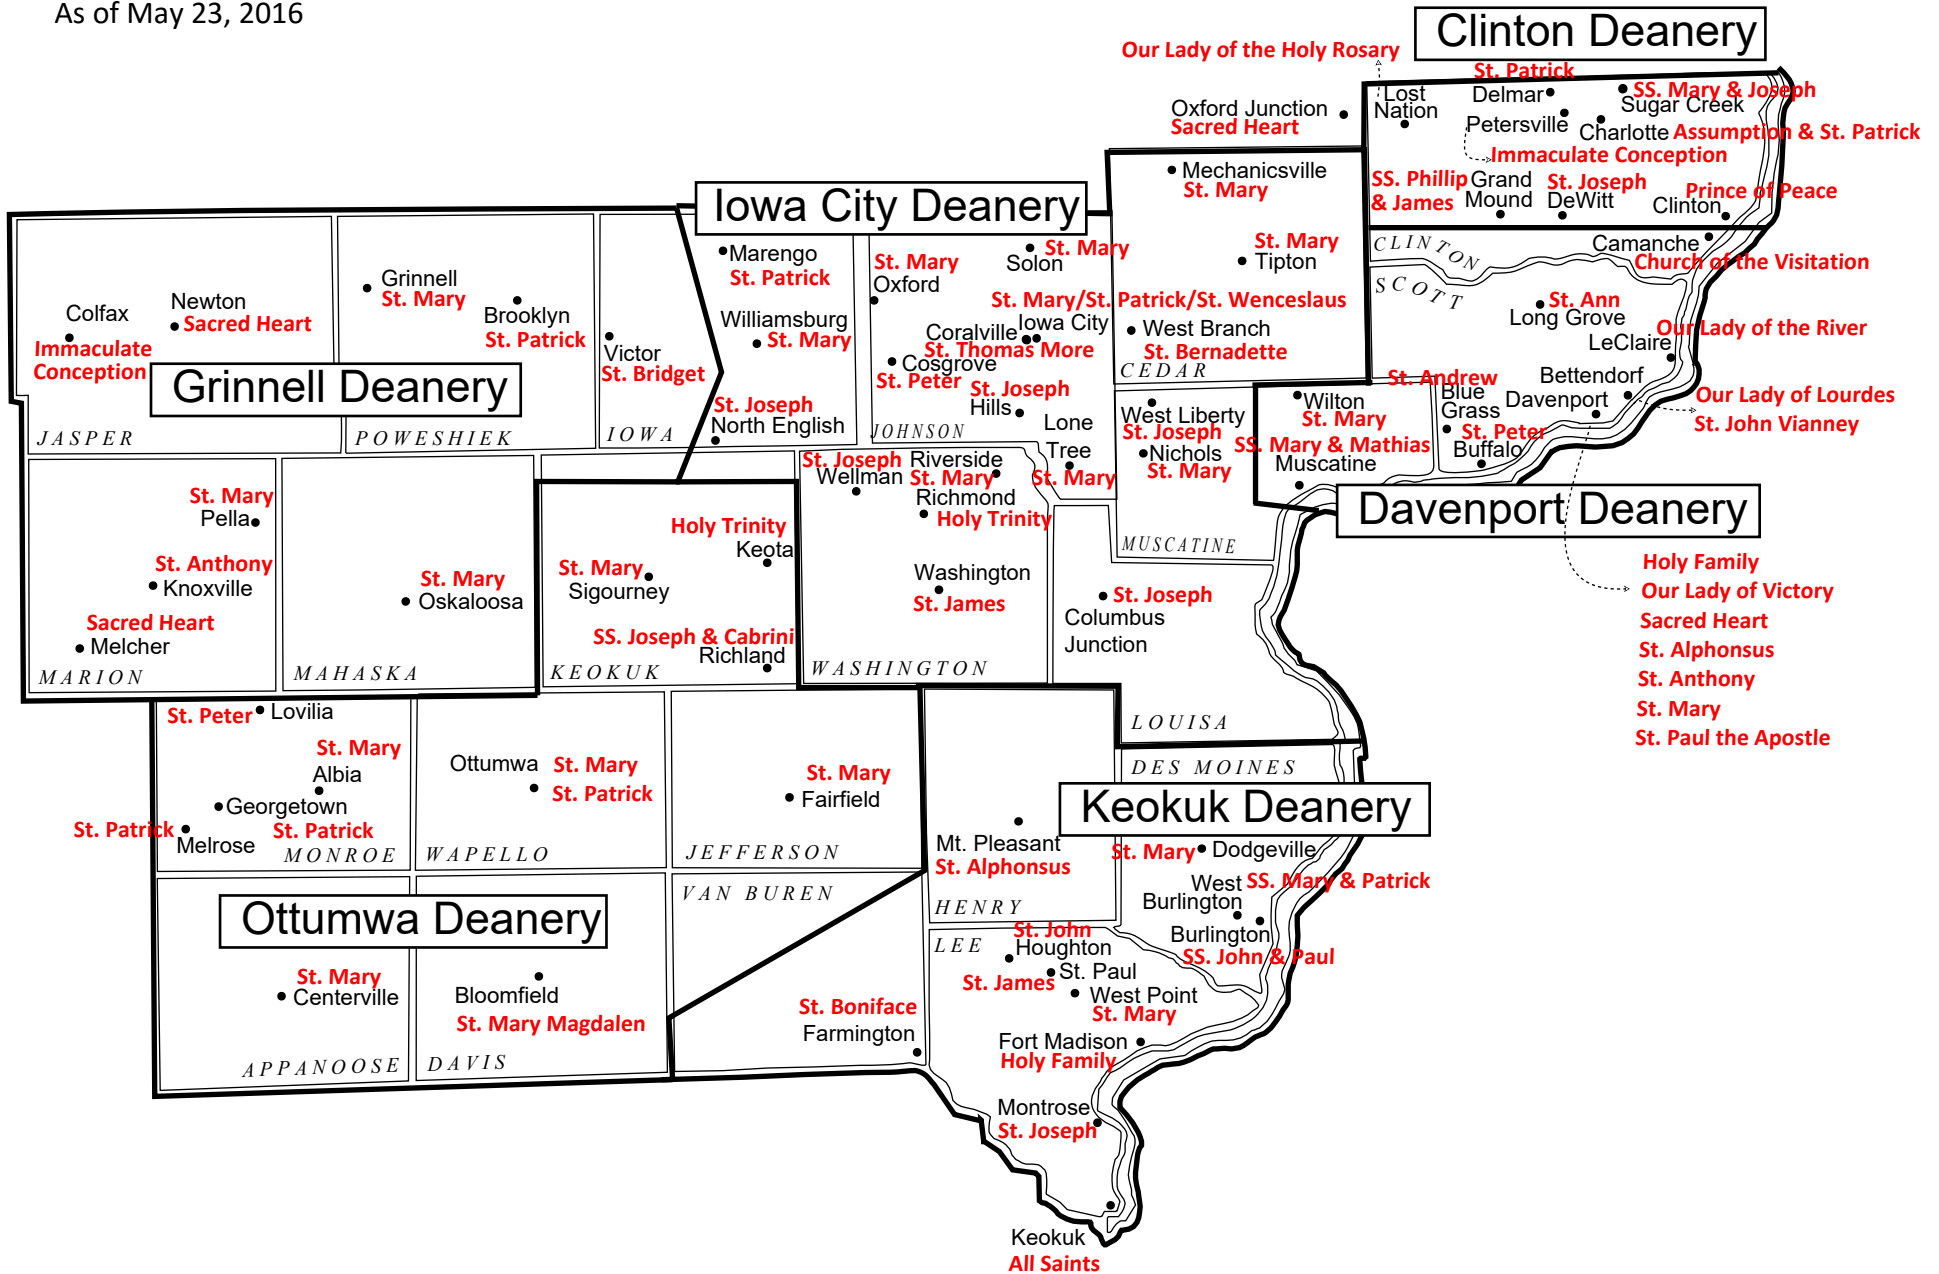 As of May 23, 2016
Clinton Deanery
Our Lady of the Holy Rosary
St. Patrick
Lost
Nation
Delmar
SS. Mary & Joseph
Sugar Creek
Oxford Junction
Sacred Heart
Petersville
Charlotte
Assumption & St. Patrick
Immaculate Conception
SS. Phillip
& James
Grand
Mound
St. Joseph
DeWitt
Prince of Peace
Clinton
CLINTON
Camanche
Church of the Visitation
Iowa City Deanery
Mechanicsville
St. Mary
St. Mary
Tipton
Marengo
St. Patrick
St. Mary
Oxford
St. Mary
Solon
St. Mary/St. Patrick/St. Wenceslaus
Williamsburg
St. Mary
Coralville
Iowa City
St. Thomas More
Cosgrove
St. Peter
West Branch
St. Bernadette
CEDAR
St. Joseph
Hills
St. Joseph
North English
JOHNSON
Lone
Tree
St. Mary
West Liberty
St. Joseph
Nichols
St. Mary
MUSCATINE
St. Joseph
Wellman
Riverside
St. Mary
Richmond
Holy Trinity
Washington
St. James
WASHINGTON
St. Joseph
Columbus
Junction
LOUISA
SCOTT
St. Ann
Long Grove
Our Lady of the River
LeClaire
St. Andrew
Blue
Grass
Bettendorf
Davenport
Our Lady of Lourdes
St. John Vianney
St. Peter
Buffalo
Wilton
St. Mary
SS. Mary & Mathias
Muscatine
Davenport Deanery
Holy Family
Our Lady of Victory
Sacred Heart
St. Alphonsus
St. Anthony
St. Mary
St. Paul the Apostle
Grinnell
St. Mary
Brooklyn
St. Patrick
Colfax
Immaculate
Conception
Newton
Sacred Heart
Victor
St. Bridget
Grinnell Deanery
JASPER
POWESHIEK
IOWA
St. Mary
Pella
St. Anthony
Knoxville
Sacred Heart
Melcher
MARION
St. Mary
Oskaloosa
MAHASKA
Holy Trinity
Keota
St. Mary
Sigourney
SS. Joseph & Cabrini
Richland
KEOKUK
St. Peter
Lovilia
St. Mary
Albia
Georgetown
St. Patrick
St. Patrick
Melrose
MONROE
Ottumwa
St. Mary
St. Patrick
WAPELLO
St. Mary
Fairfield
JEFFERSON
VAN BUREN
Ottumwa Deanery
St. Mary
Centerville
APPANOOSE
Bloomfield
St. Mary Magdalen
DAVIS
St. Boniface
Farmington
DES MOINES
Keokuk Deanery
Mt. Pleasant
St. Alphonsus
HENRY
St. Mary
Dodgeville
West
Burlington
SS. Mary & Patrick
Burlington
SS. John & Paul
LEE
St. John
Houghton
St. James
St. Paul
West Point
St. Mary
Fort Madison
Holy Family
Montrose
St. Joseph
Keokuk
All Saints